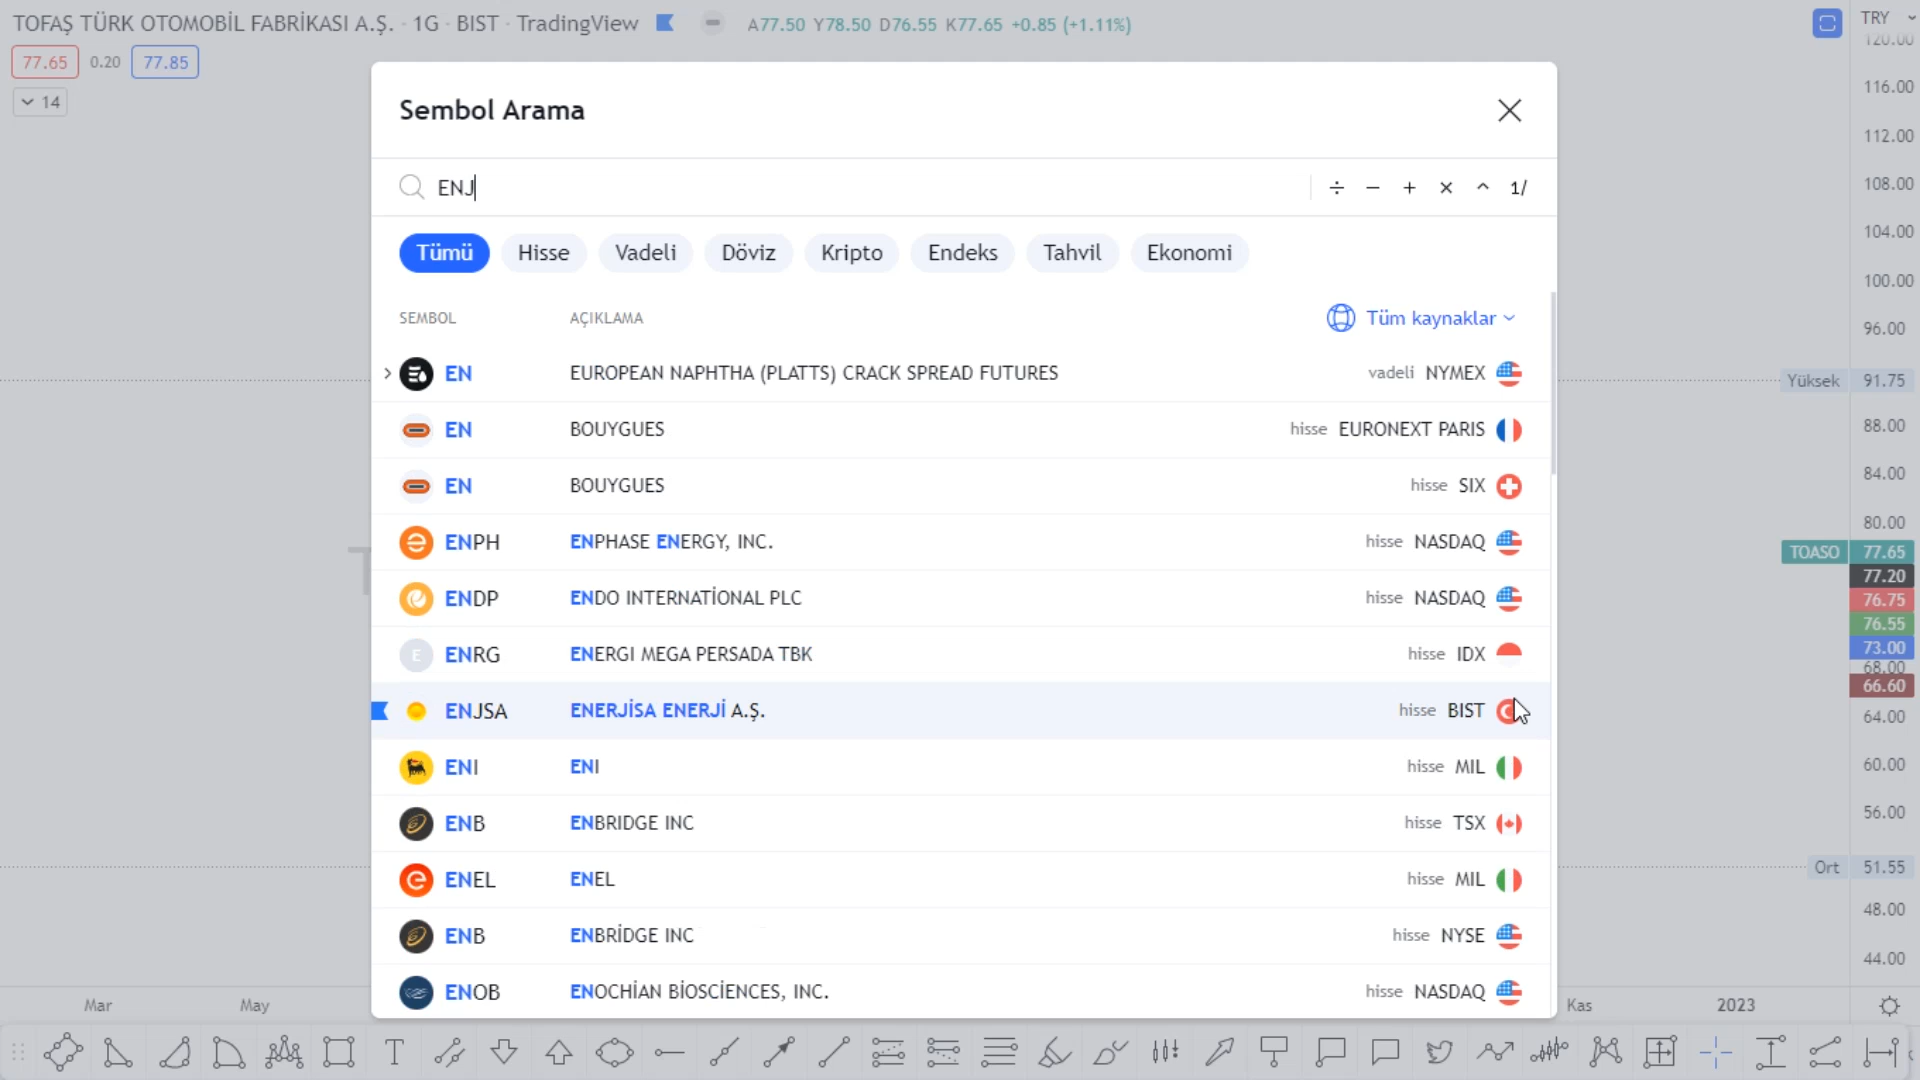 TOFAŞ TÜRK OTOMOBİL FABRİKASI A.Ş. · 1G · BIST · TradingView A77.50 Y78.50 D76.55 K77.65 +0.85 (+1.11%) TRY
77.65 0.20 77.85
14
Sembol Arama
ENJ ÷ − + × ^ 1/
Tümü Hisse Vadeli Döviz Kripto Endeks Tahvil Ekonomi
SEMBOL AÇIKLAMA Tüm kaynaklar
EN EUROPEAN NAPHTHA (PLATTS) CRACK SPREAD FUTURES vadeli NYMEX
EN BOUYGUES hisse EURONEXT PARIS
EN BOUYGUES hisse SIX
ENPH ENPHASE ENERGY, INC. hisse NASDAQ
ENDP ENDO INTERNATİONAL PLC hisse NASDAQ
E ENRG ENERGI MEGA PERSADA TBK hisse IDX
ENJSA ENERJİSA ENERJİ A.Ş. hisse BIST
ENI ENI hisse MIL
ENB ENBRIDGE INC hisse TSX
ENEL ENEL hisse MIL
ENB ENBRİDGE INC hisse NYSE
ENOB ENOCHİAN BİOSCİENCES, INC. hisse NASDAQ
120.00
116.00
112.00
108.00
104.00
100.00
96.00
Yüksek 91.75
88.00
84.00
80.00
TOASO 77.65
77.20
76.75
76.55
73.00
68.00
66.60
64.00
60.00
56.00
Ort 51.55
48.00
44.00
Mar May Kas 2023
T